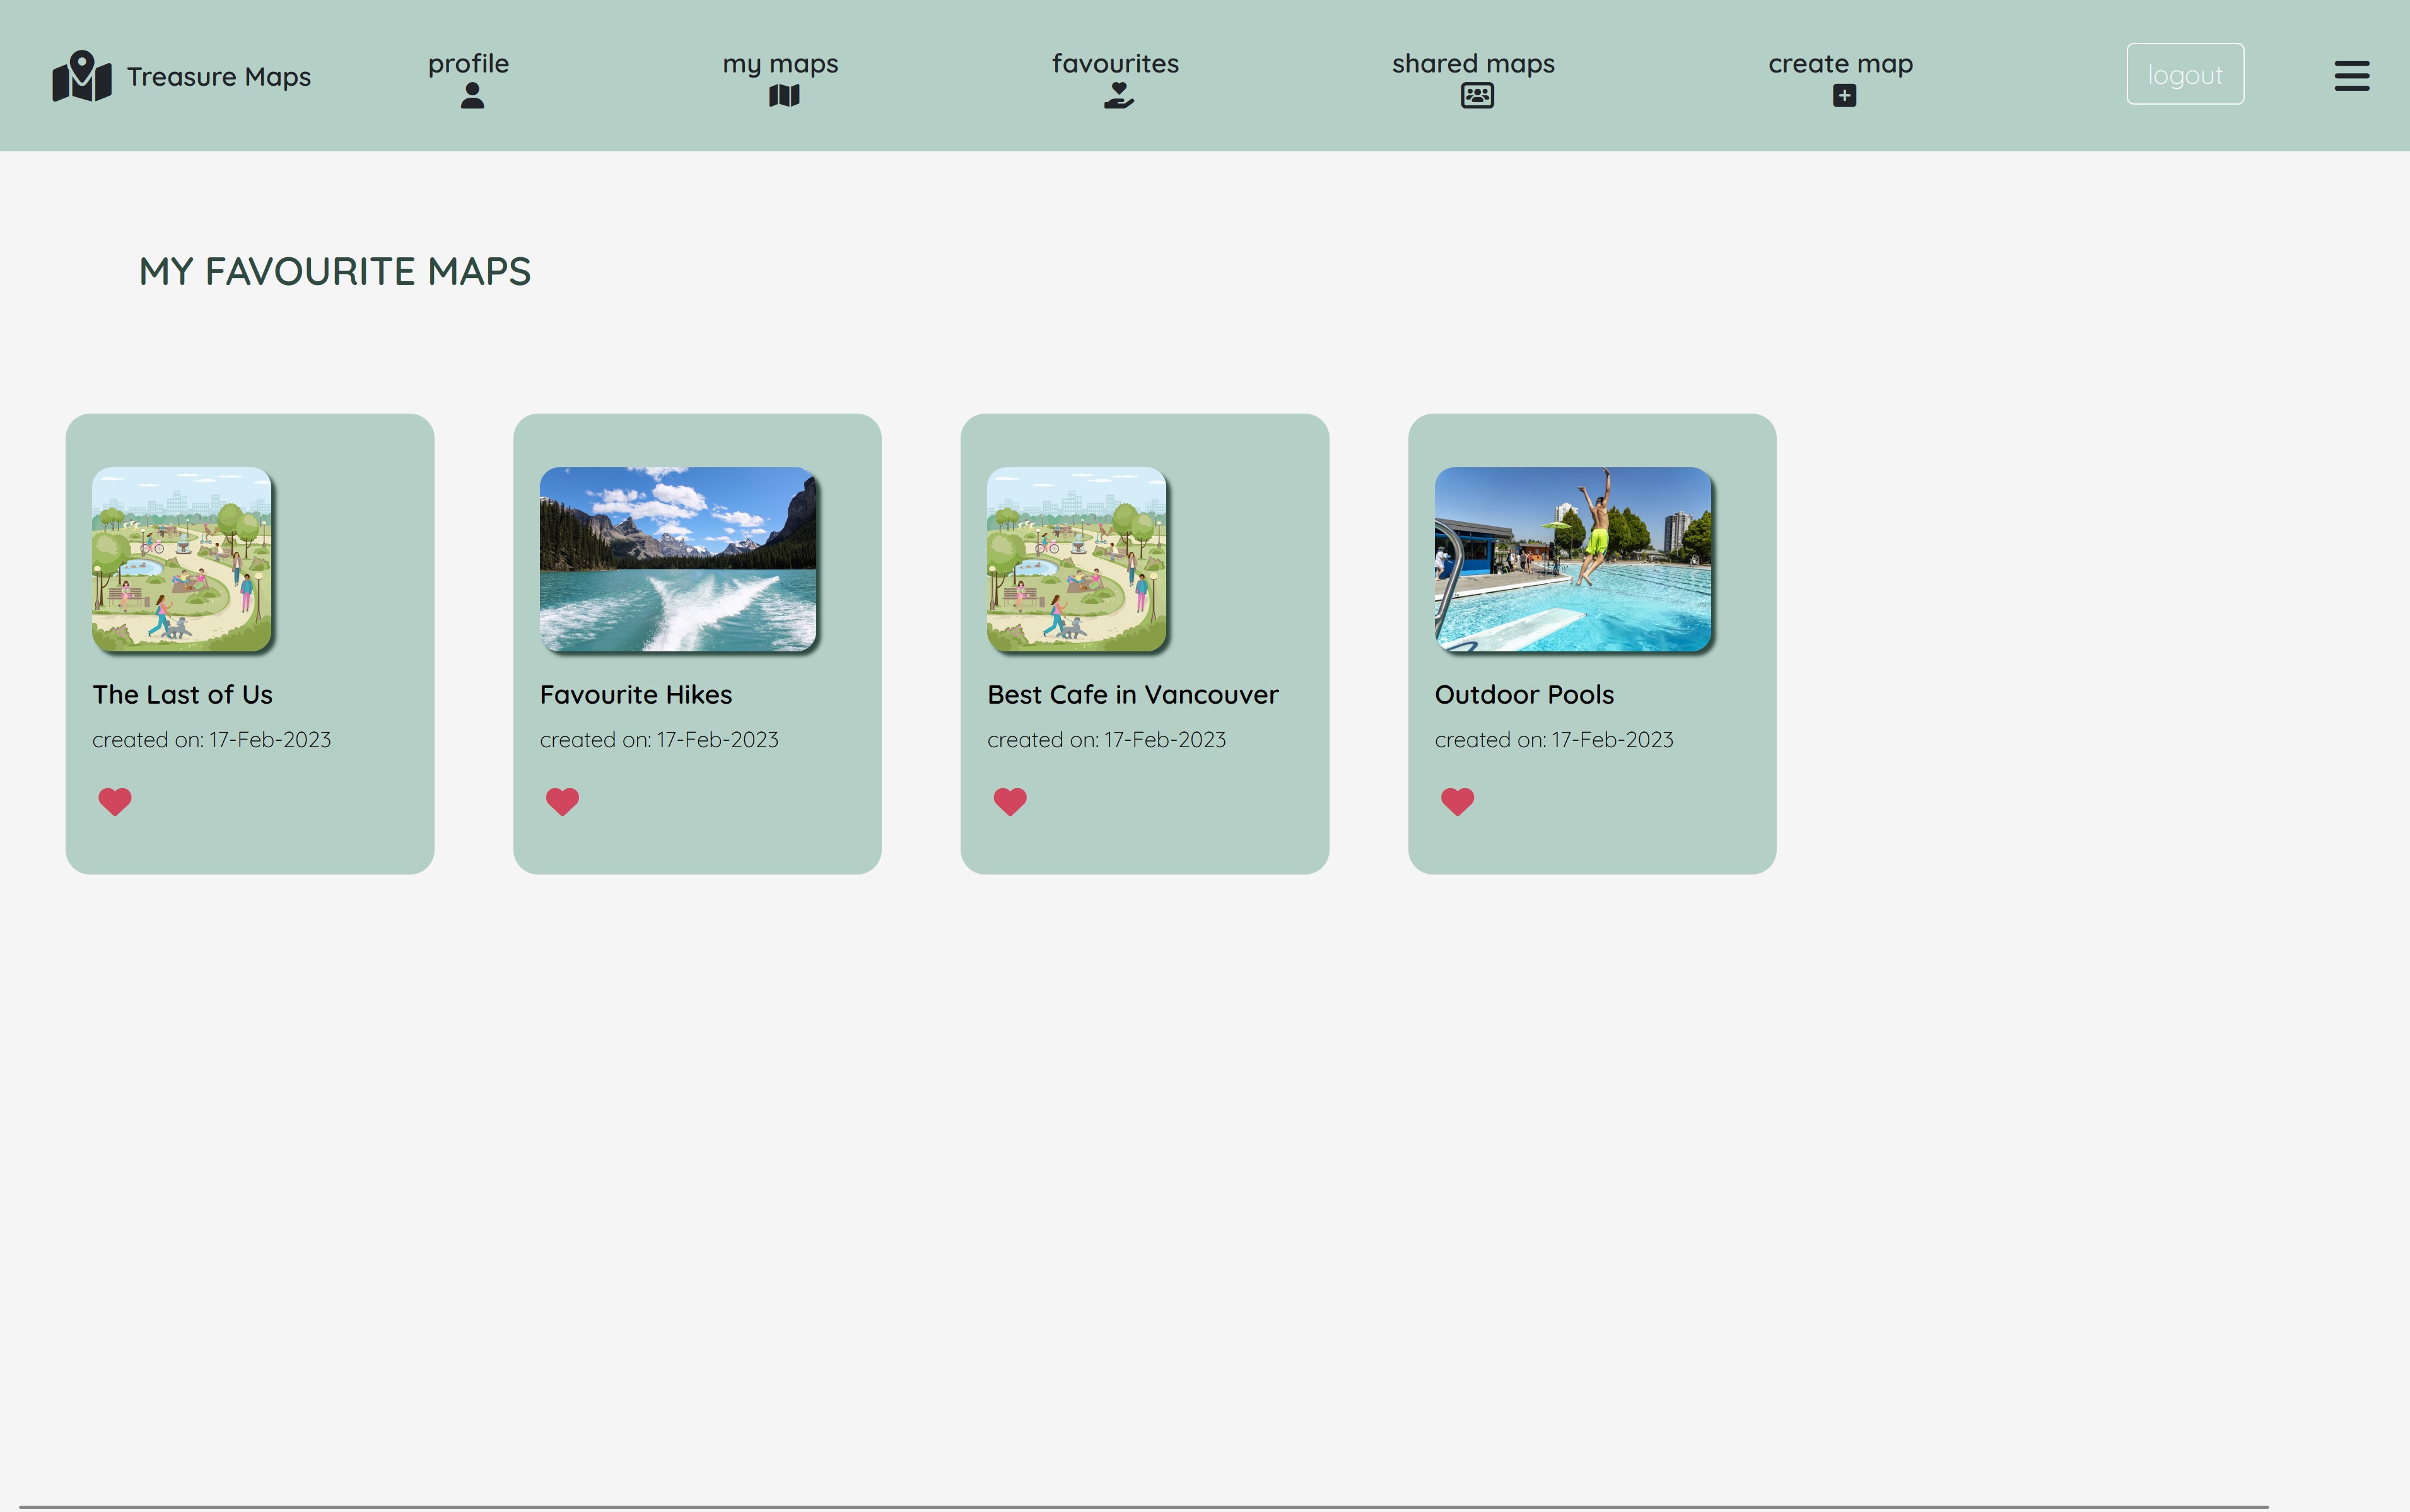 Treasure Maps
profile
my maps
favourites
shared maps
create map
logout
MY FAVOURITE MAPS
The Last of Us
created on: 17-Feb-2023
Favourite Hikes
created on: 17-Feb-2023
Best Cafe in Vancouver
created on: 17-Feb-2023
Outdoor Pools
created on: 17-Feb-2023